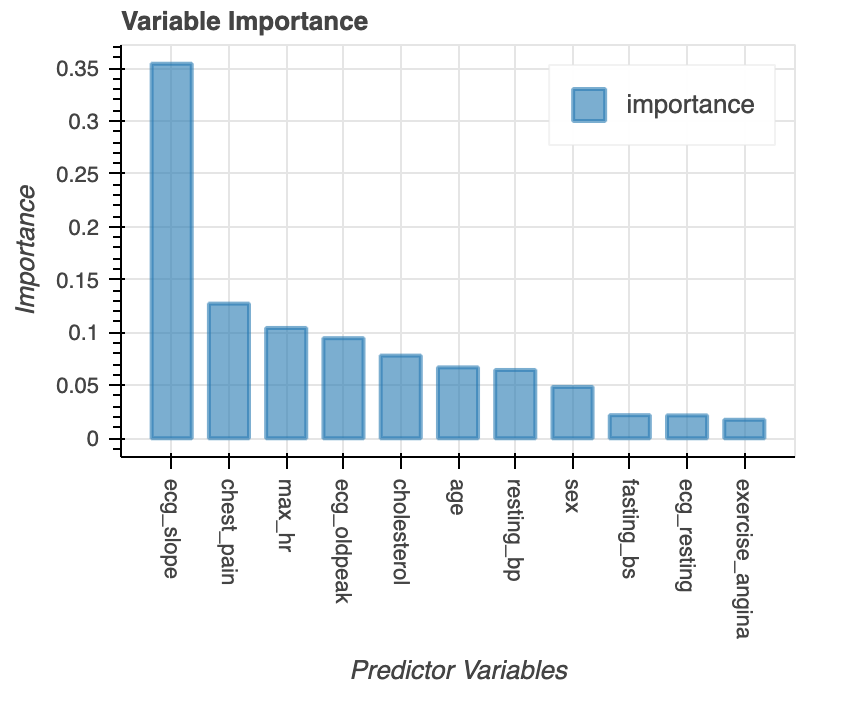 Variable Importance
importance
Importance
0.35
0.3
0.25
0.2
0.15
0.1
0.05
0
ecg_slope
chest_pain
max_hr
ecg_oldpeak
cholesterol
age
resting_bp
sex
fasting_bs
ecg_resting
exercise_angina
Predictor Variables